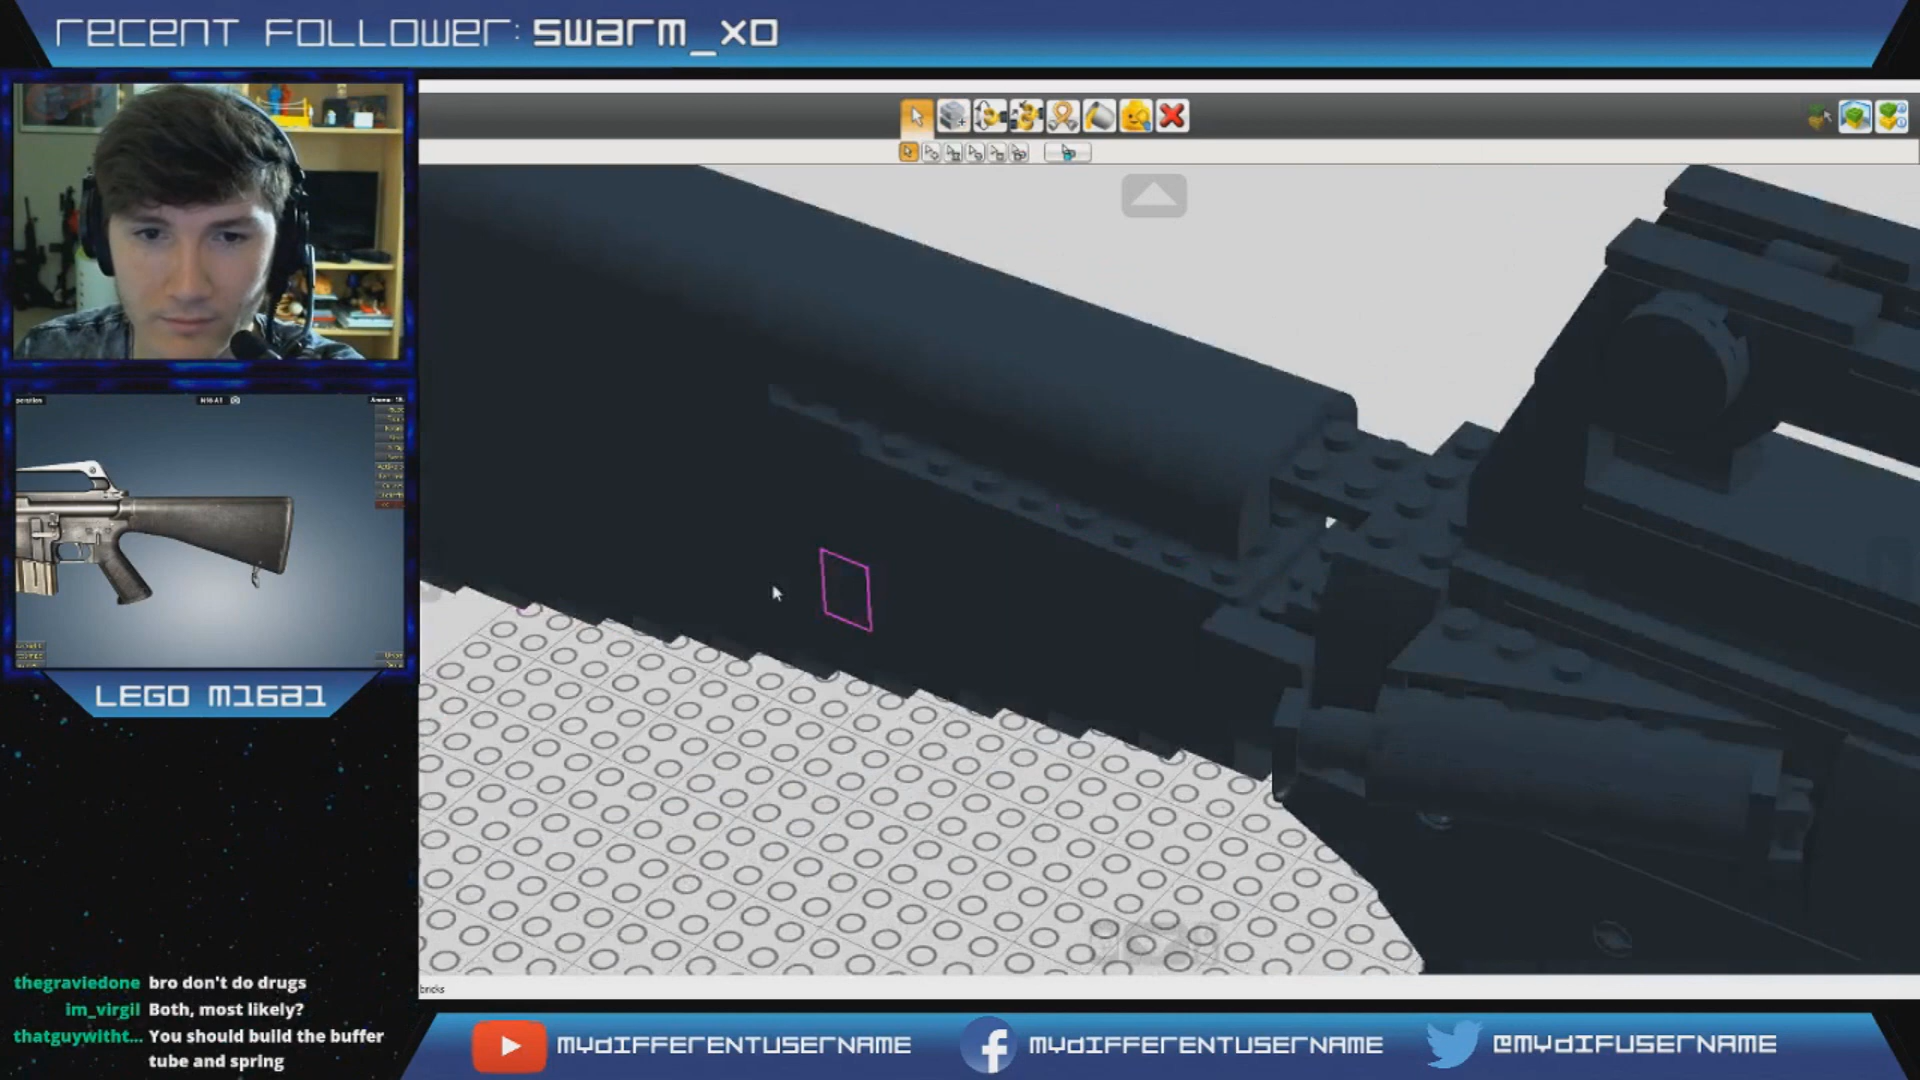 recent follower: swarm_xo
M16A1
LEGO M16A1
thegraviedone bro don't do drugs
im_virgil Both, most likely?
thatguywitht... You should build the buffer
tube and spring
bricks
MYDIFFERENTUSERNAME
MYDIFFERENTUSERNAME
@MYDIFUSERNAME